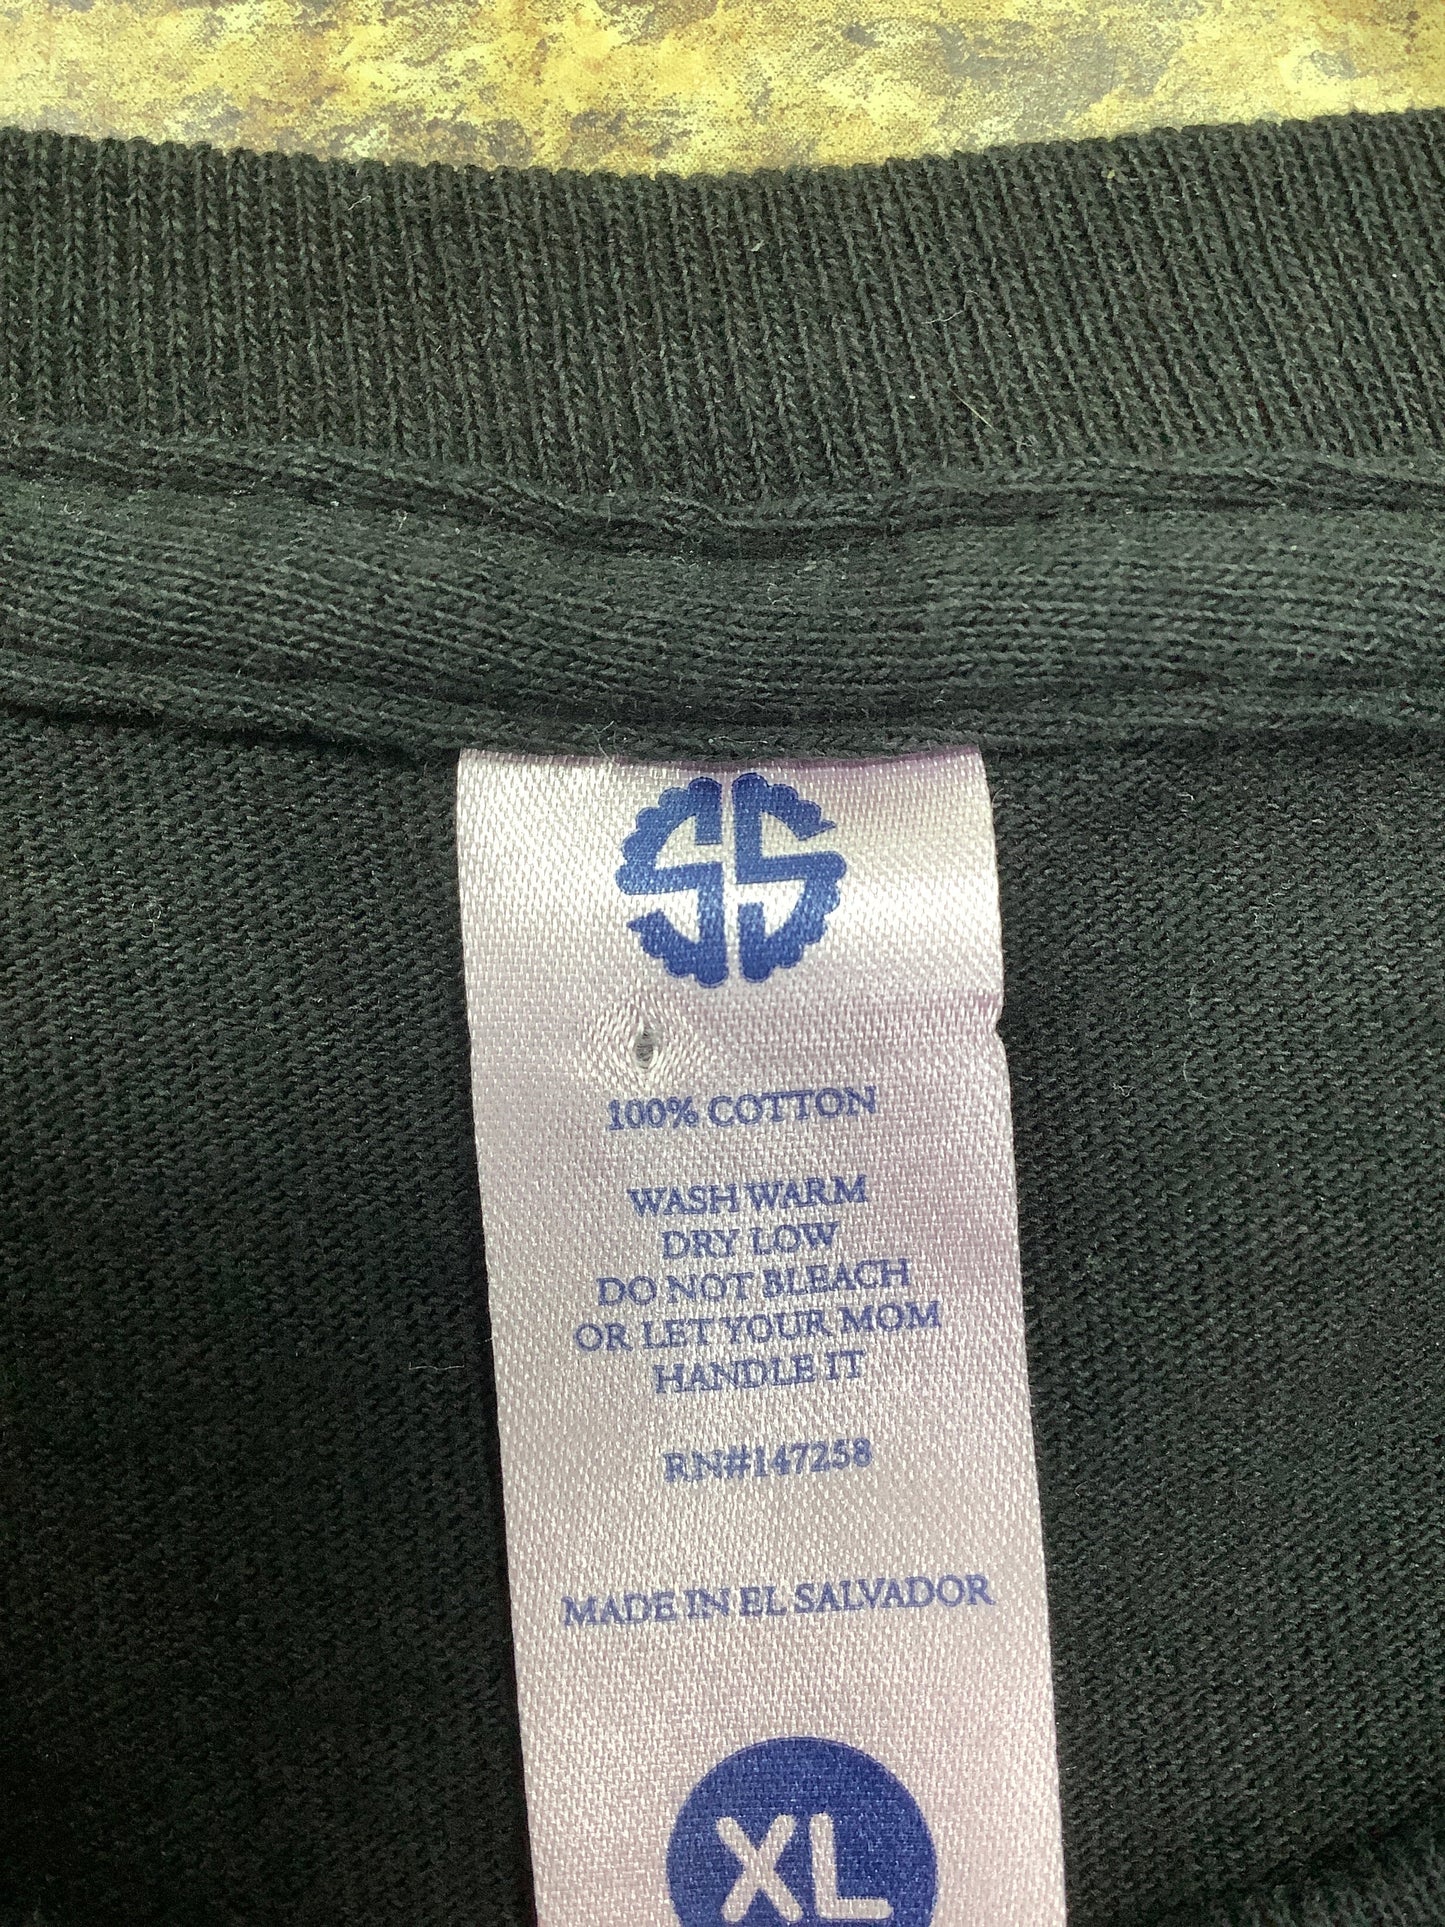 SS
100% COTTON
WASH WARM
DRY LOW
DO NOT BLEACH
OR LET YOUR MOM
HANDLE IT
RN#147258
MADE IN EL SALVADOR
XL